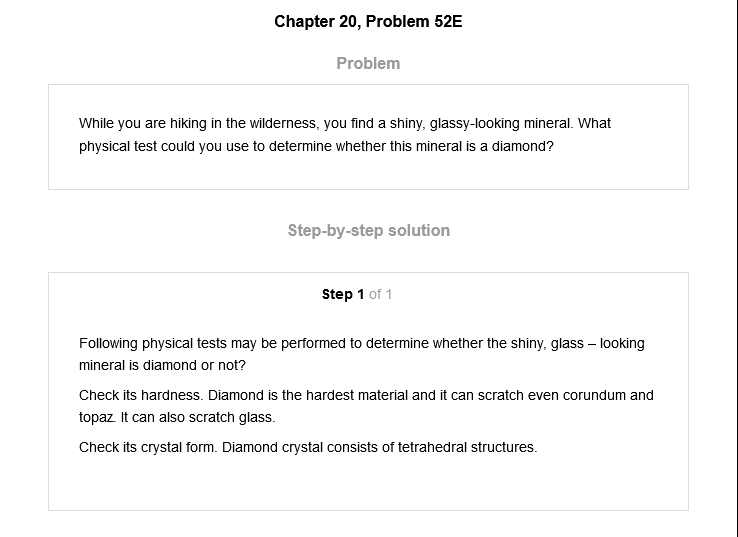 Chapter 20, Problem 52E
Problem
While you are hiking in the wilderness, you find a shiny, glassy-looking mineral. What
physical test could you use to determine whether this mineral is a diamond?
Step-by-step solution
Step 1 of 1
Following physical tests may be performed to determine whether the shiny, glass – looking
mineral is diamond or not?
Check its hardness. Diamond is the hardest material and it can scratch even corundum and
topaz. It can also scratch glass.
Check its crystal form. Diamond crystal consists of tetrahedral structures.